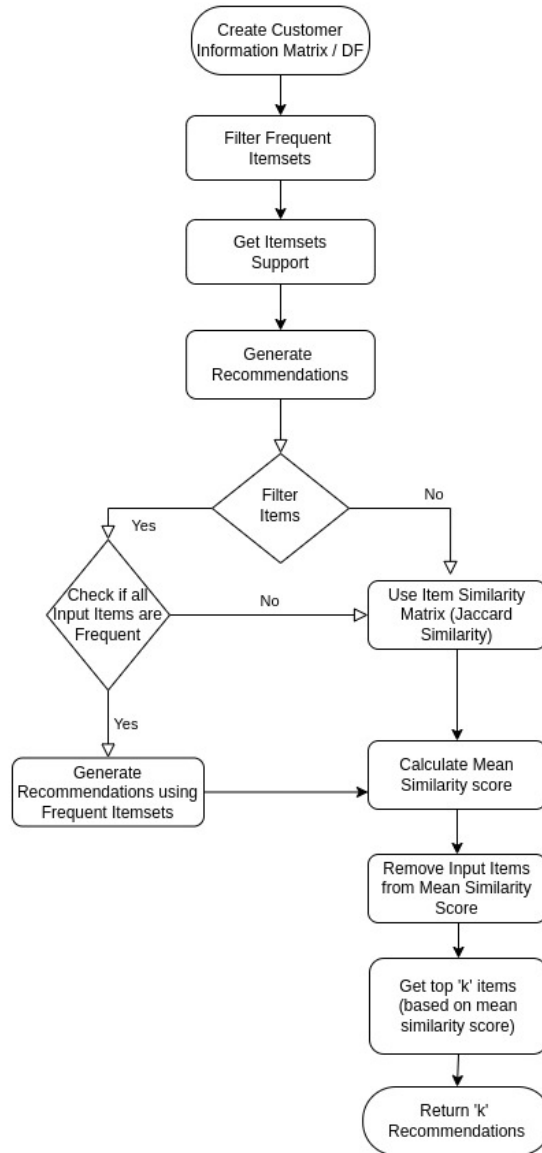 Create Customer
Information Matrix / DF
Filter Frequent
Itemsets
Get Itemsets
Support
Generate
Recommendations
Filter
Items
No
Yes
Check if all
Input Items are
Frequent
No
Use Item Similarity
Matrix (Jaccard
Similarity)
Yes
Generate
Recommendations using
Frequent Itemsets
Calculate Mean
Similarity score
Remove Input Items
from Mean Similarity
Score
Get top 'k' items
(based on mean
similarity score)
Return 'k'
Recommendations